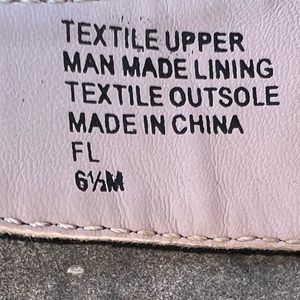 TEXTILE UPPER
MAN MADE LINING
TEXTILE OUTSOLE
MADE IN CHINA
FL
6½M